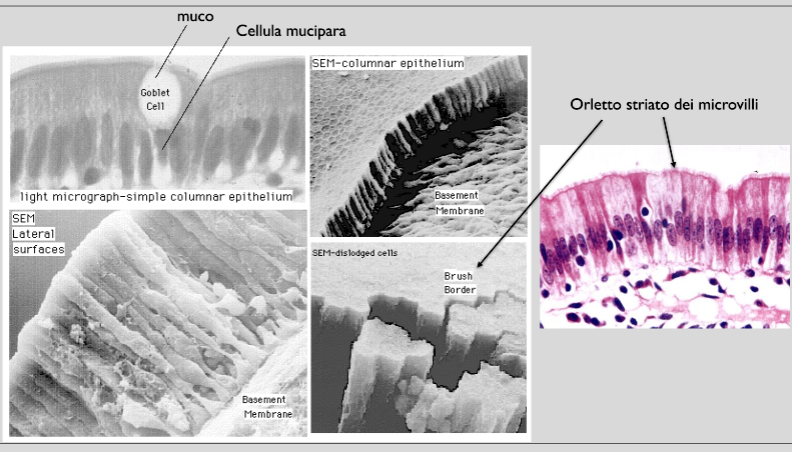 muco
Cellula mucipara
Goblet
Cell
light micrograph-simple columnar epithelium
SEM-columnar epithelium
Basement
Membrane
Orletto striato dei microvilli
SEM
Lateral
surfaces
Basement
Membrane
SEM-dislodged cells
Brush
Border